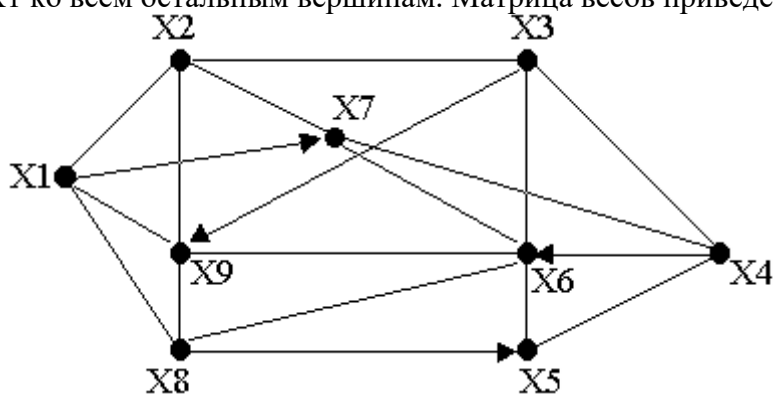 х1 ко всем остальным вершинам. Матрица весов приведе
X2 X3
X7
X1
X9 X6 X4
X8 X5